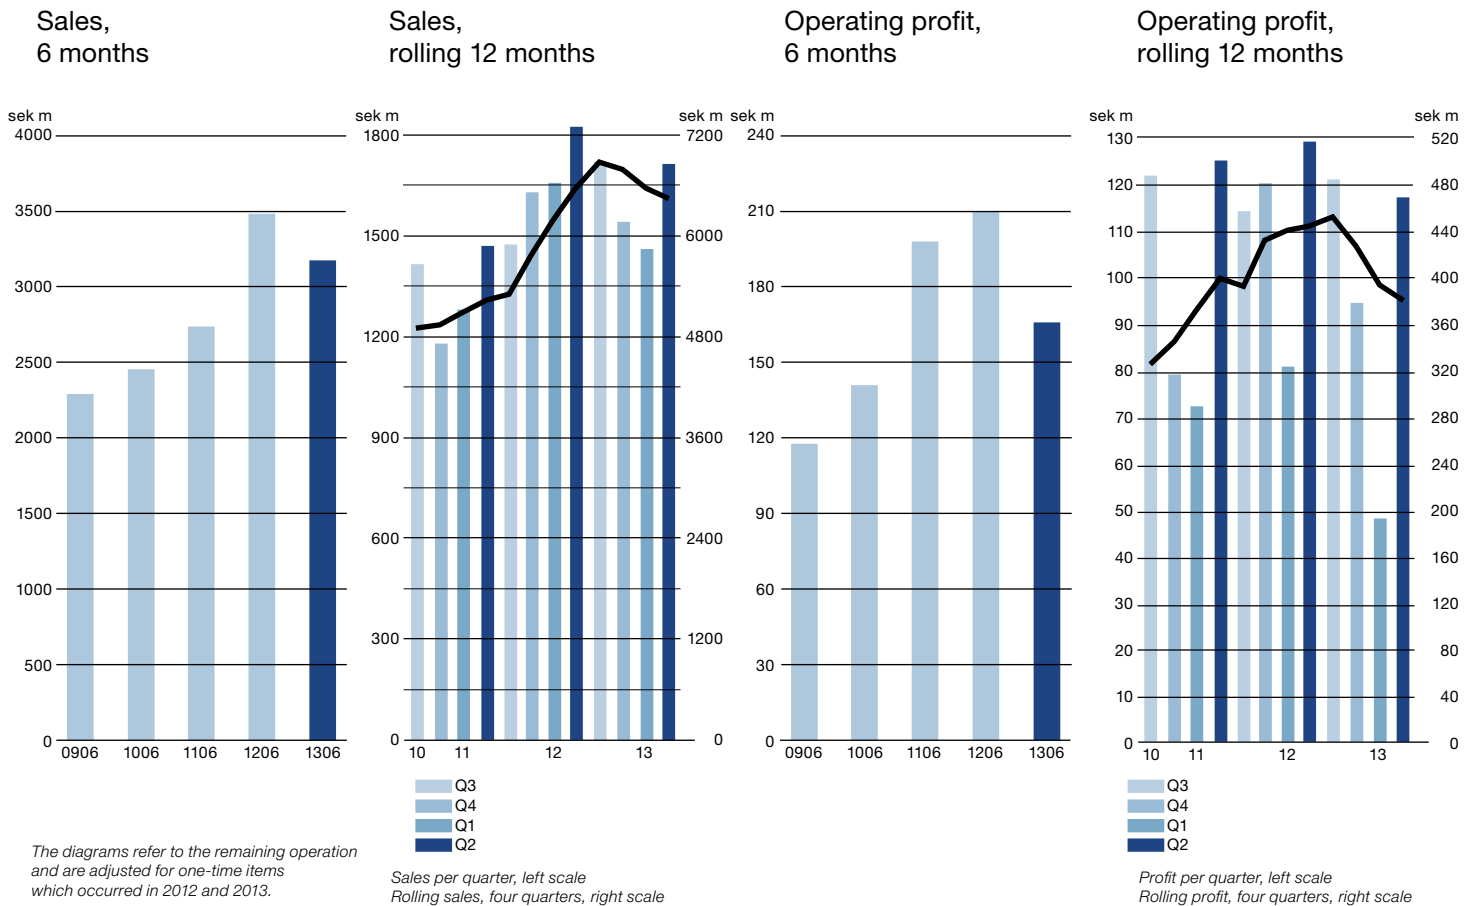 Sales,
6 months
sek m
4000
3500
3000
2500
2000
1500
1000
500
0
0906 1006 1106 1206 1306
The diagrams refer to the remaining operation
and are adjusted for one-time items
which occurred in 2012 and 2013.
Sales,
rolling 12 months
sek m sek m
1800 7200
1500 6000
1200 4800
900 3600
600 2400
300 1200
0 0
10 11 12 13
Q3
Q4
Q1
Q2
Sales per quarter, left scale
Rolling sales, four quarters, right scale
Operating profit,
6 months
sek m
240
210
180
150
120
90
60
30
0
0906 1006 1106 1206 1306
Operating profit,
rolling 12 months
sek m sek m
130 520
120 480
110 440
100 400
90 360
80 320
70 280
60 240
50 200
40 160
30 120
20 80
10 40
0 0
10 11 12 13
Q3
Q4
Q1
Q2
Profit per quarter, left scale
Rolling profit, four quarters, right scale